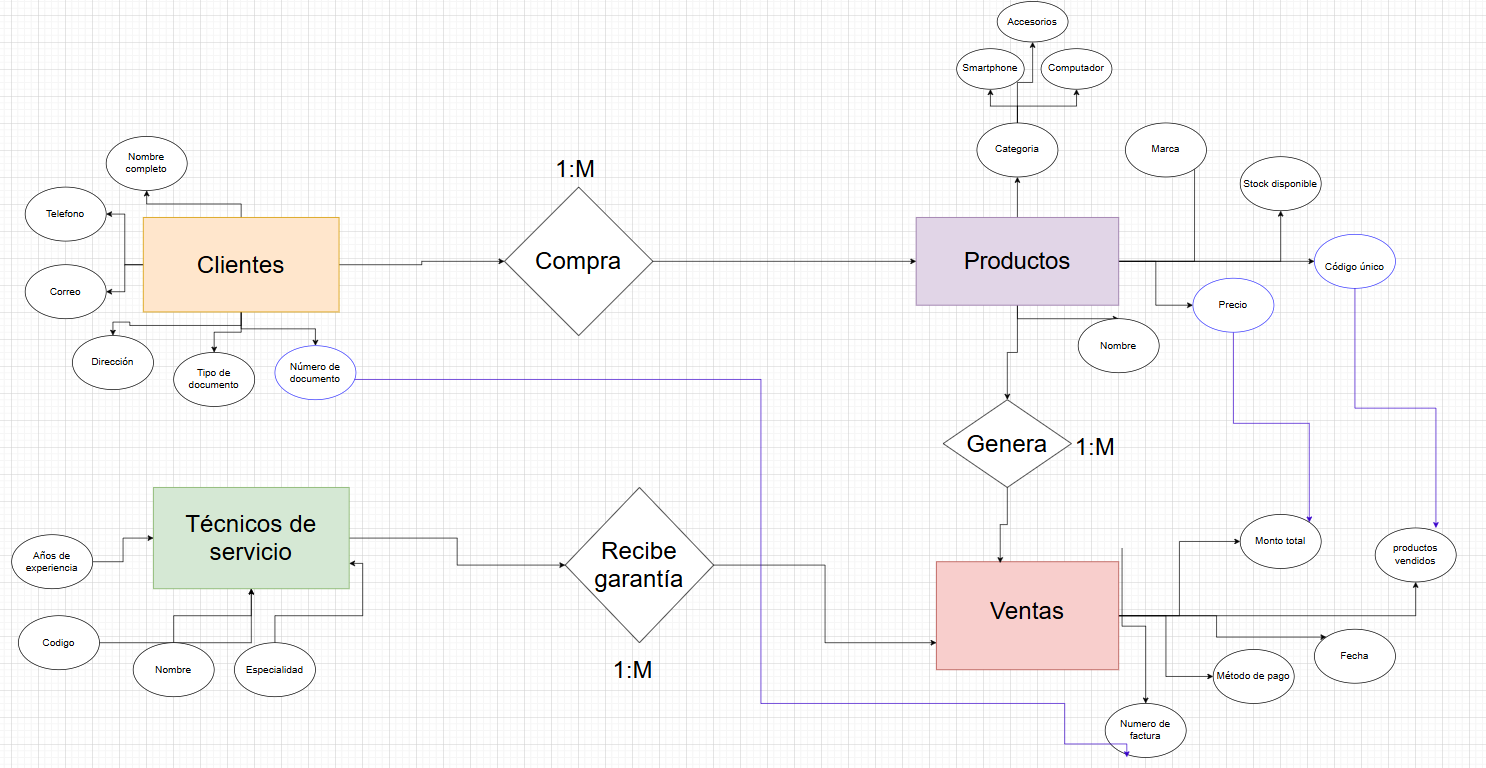 Accesorios
Smartphone
Computador
Categoria
Marca
Stock disponible
Código único
Precio
Nombre
Productos
1:M
Compra
Nombre
completo
Telefono
Correo
Clientes
Dirección
Tipo de
documento
Número de
documento
Genera
1:M
Técnicos de
servicio
Años de
experiencia
Codigo
Nombre
Especialidad
Recibe
garantía
1:M
Ventas
Monto total
productos
vendidos
Fecha
Método de pago
Numero de
factura